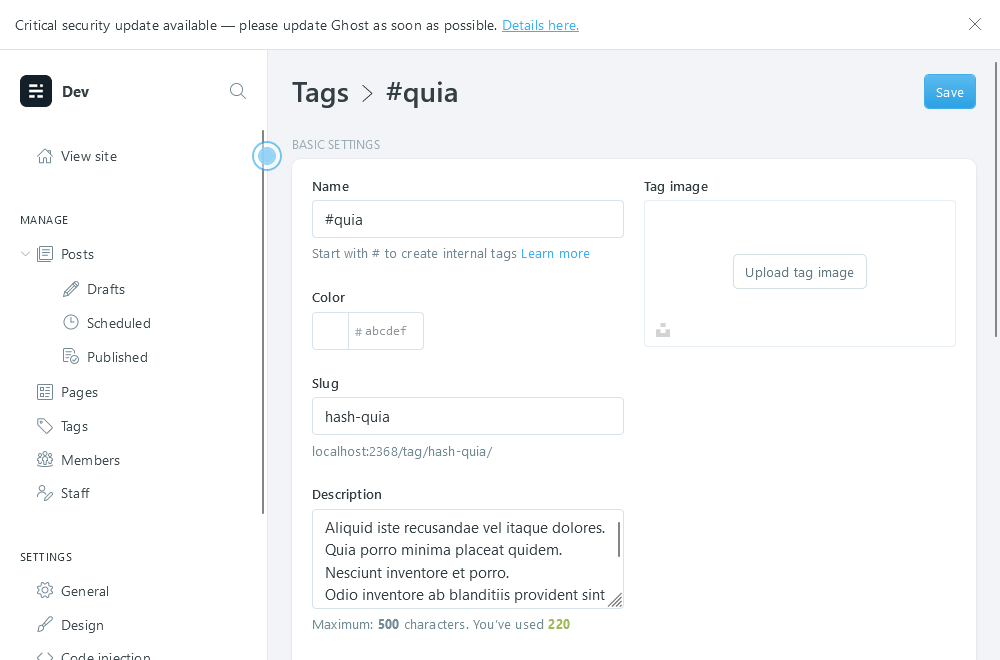 Critical security update available — please update Ghost as soon as possible. Details here.
Dev
View site
MANAGE
Posts
Drafts
Scheduled
Published
Pages
Tags
Members
Staff
SETTINGS
General
Design
Code injection
Tags > #quia
Save
BASIC SETTINGS
Name
#quia
Start with # to create internal tags Learn more
Color
# abcdef
Slug
hash-quia
localhost:2368/tag/hash-quia/
Description
Aliquid iste recusandae vel itaque dolores.
Quia porro minima placeat quidem.
Nesciunt inventore et porro.
Odio inventore ab blanditiis provident sint
Maximum: 500 characters. You've used 220
Tag image
Upload tag image